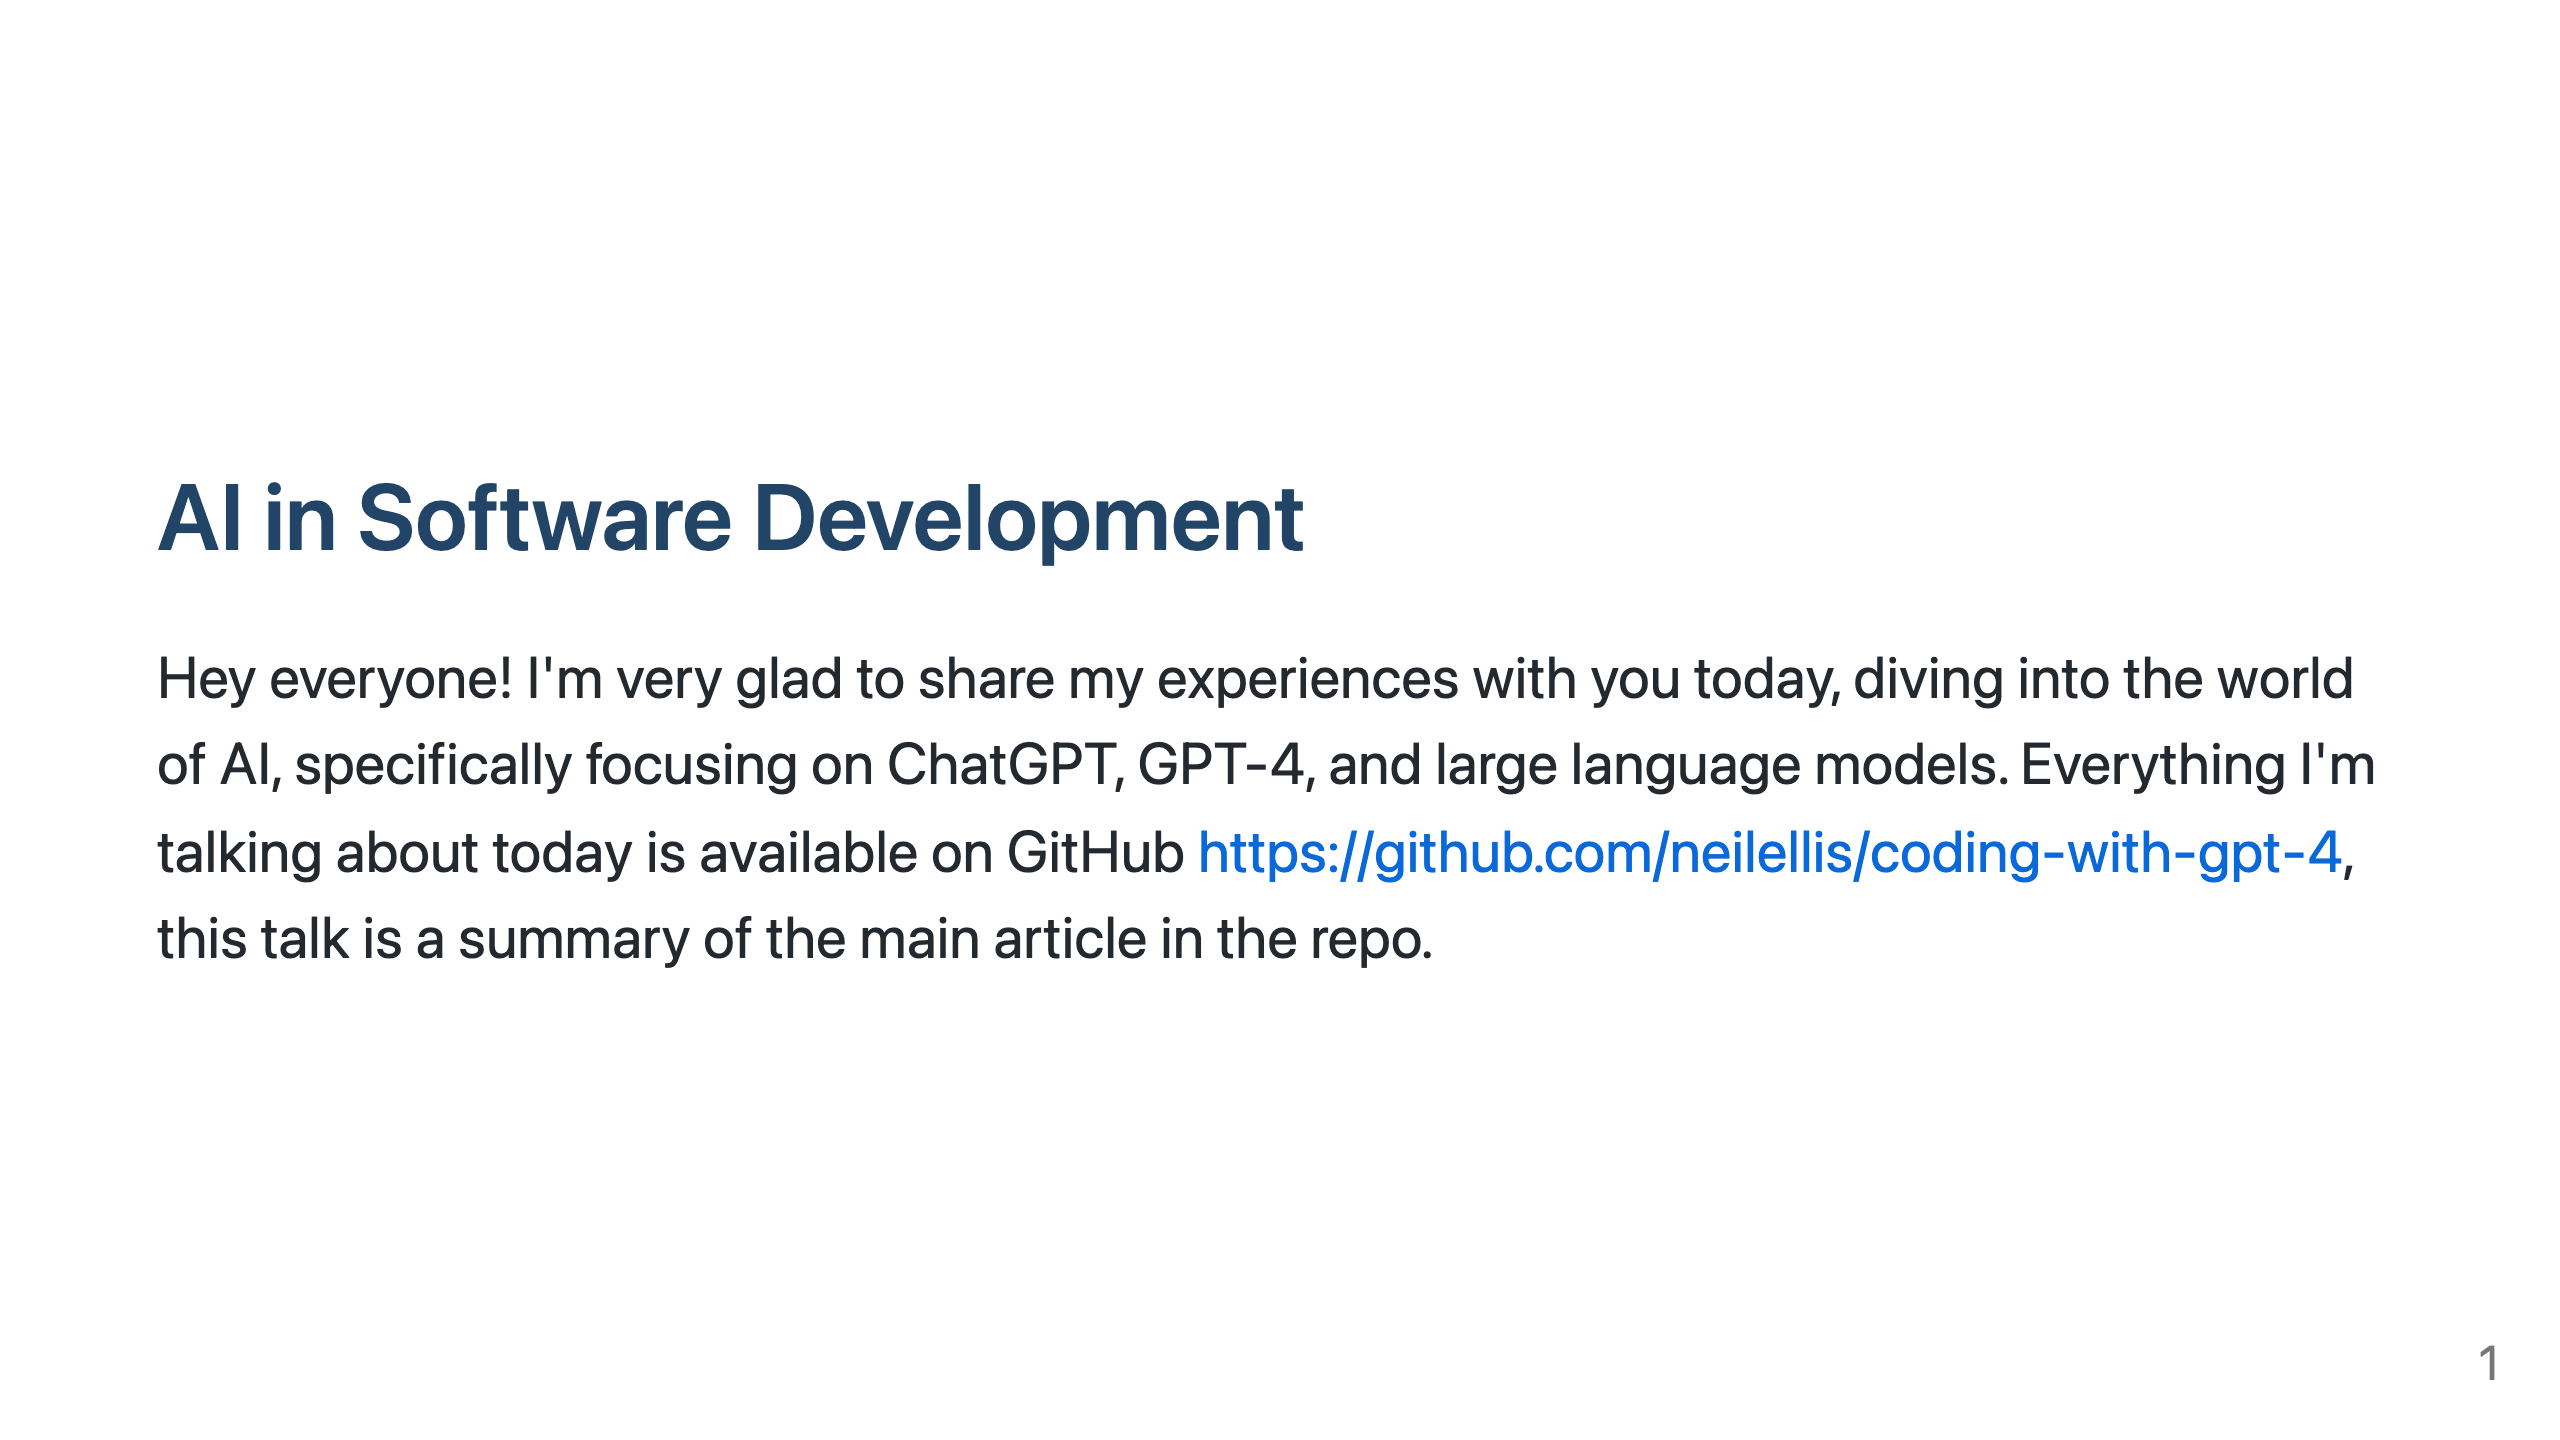 AI in Software Development
Hey everyone! I'm very glad to share my experiences with you today, diving into the world
of AI, specifically focusing on ChatGPT, GPT-4, and large language models. Everything I'm
talking about today is available on GitHub https://github.com/neilellis/coding-with-gpt-4,
this talk is a summary of the main article in the repo.
1